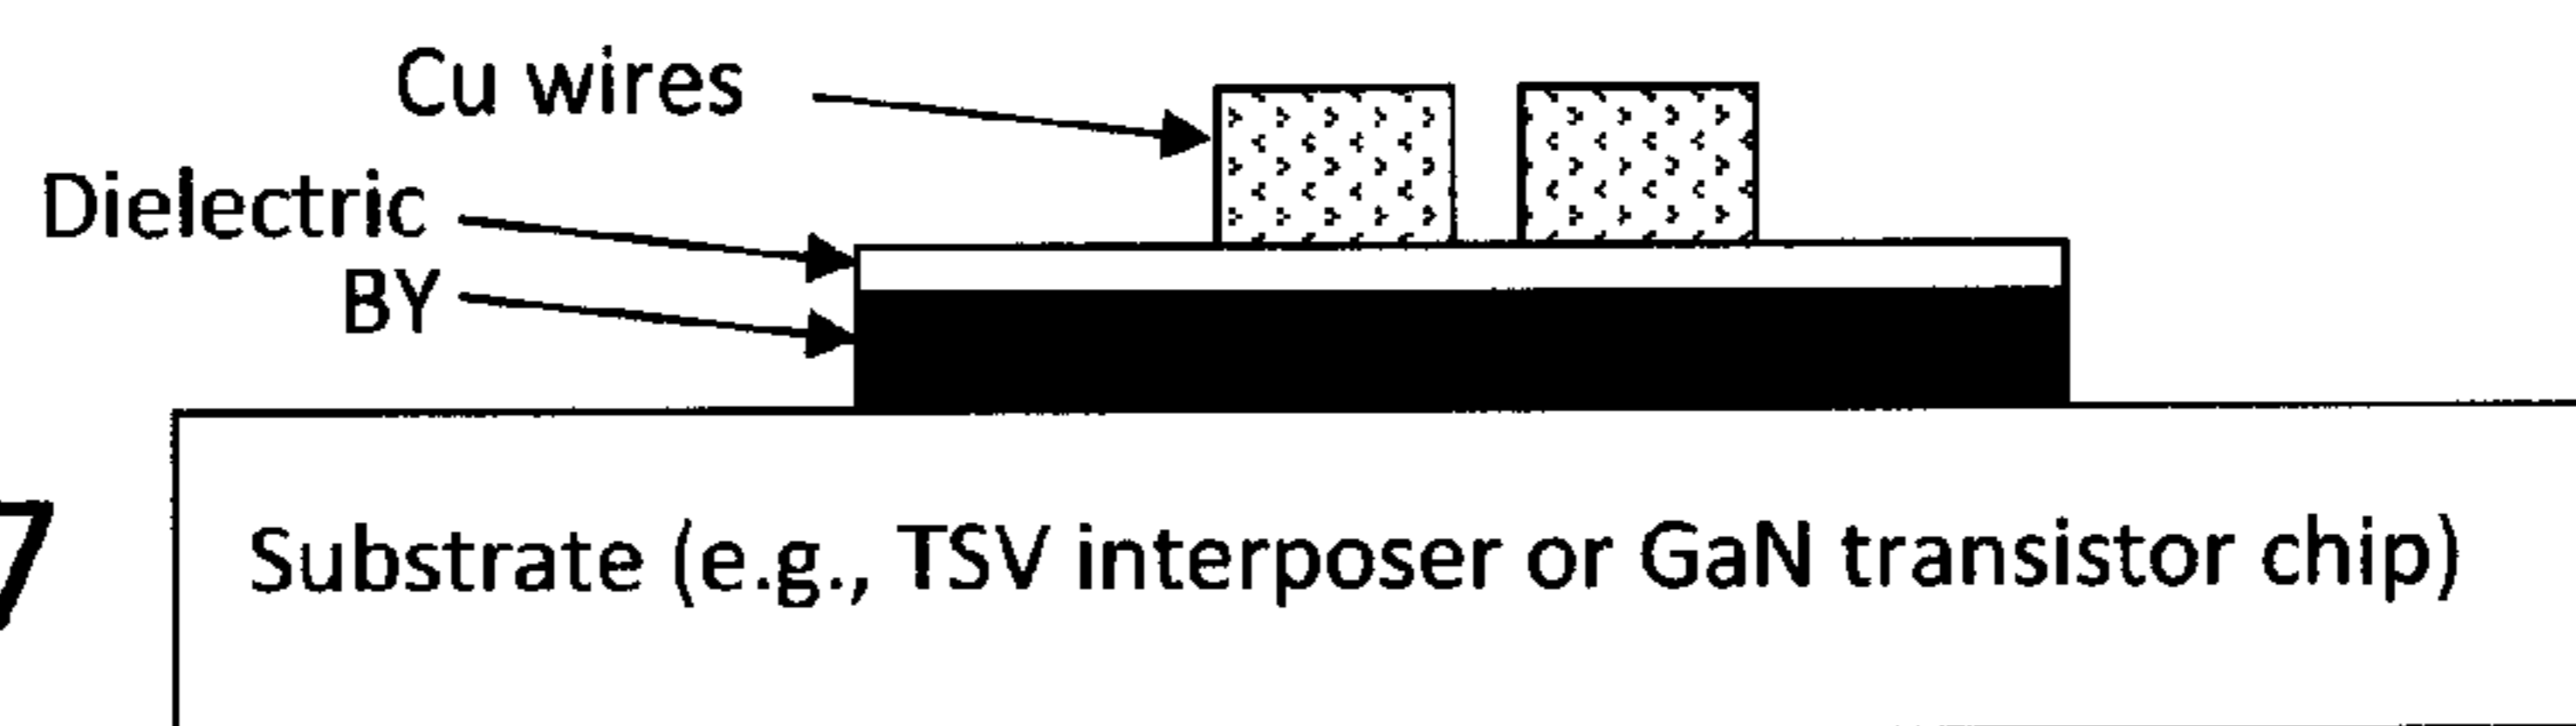 Cu wires
Dielectric
BY
7
Substrate (e.g., TSV interposer or GaN transistor chip)